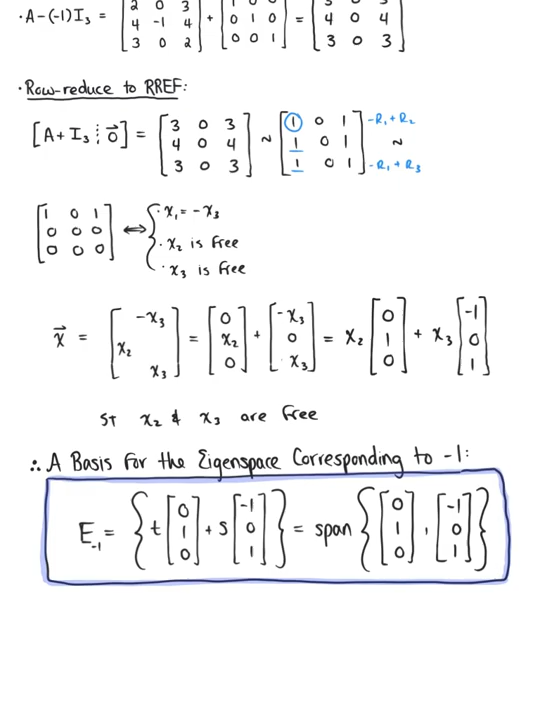 ·A-(-1)I₃ = [2 0 3; 4 -1 4; 3 0 2] + [1 0 0; 0 1 0; 0 0 1] = [3 0 3; 4 0 4; 3 0 3]
·Row-reduce to RREF:
[A+I₃ ⋮ 0⃗] = [3 0 3; 4 0 4; 3 0 3] ~ [1 0 1; 1 0 1; 1 0 1] -R₁+R₂ ~ -R₁+R₃
[1 0 1; 0 0 0; 0 0 0] ⟺ {
·x₁=-x₃
·x₂ is free
·x₃ is free
x⃗ = [-x₃; x₂; x₃] = [0; x₂; 0] + [-x₃; 0; x₃] = x₂ [0; 1; 0] + x₃ [-1; 0; 1]
st x₂ & x₃ are free
∴ A Basis for the Eigenspace Corresponding to -1:
E₋₁ = {t [0; 1; 0] + s [-1; 0; 1]} = span {[0; 1; 0], [-1; 0; 1]}